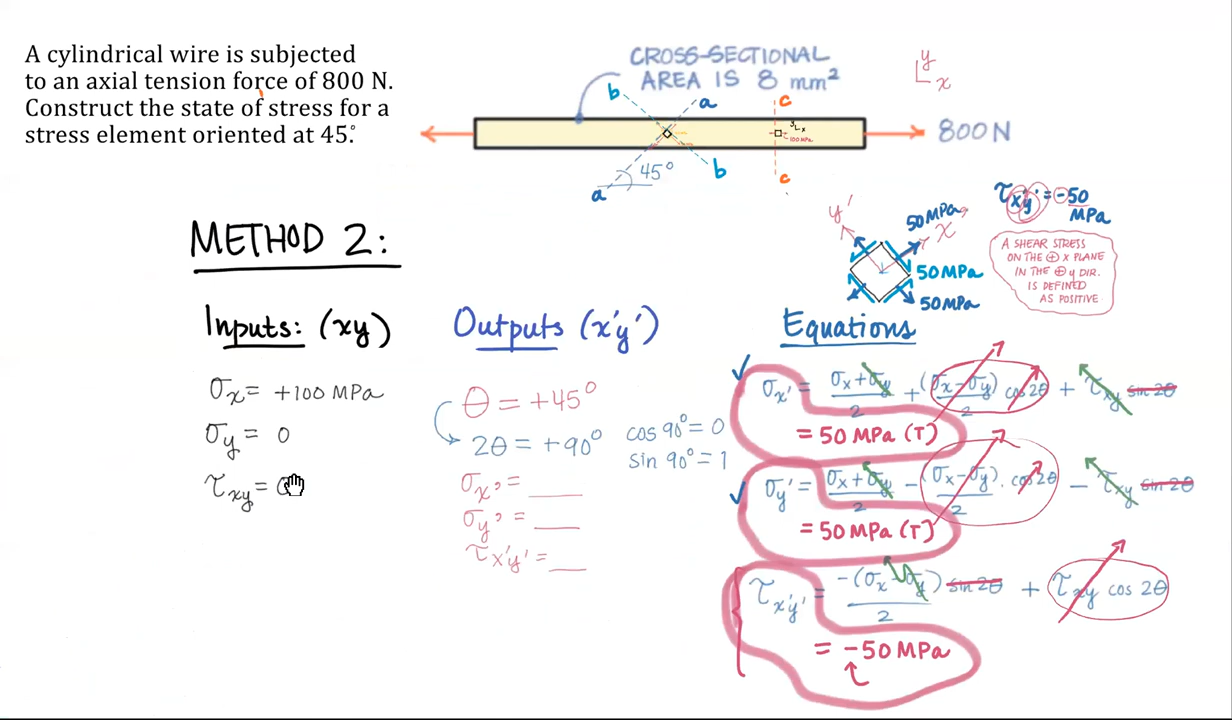 A cylindrical wire is subjected
to an axial tension force of 800 N.
Construct the state of stress for a
stress element oriented at 45°.
CROSS-SECTIONAL
AREA IS 8 mm²
y
x
b
a
c
y
x
100 MPa
800 N
45°
a
b
c
METHOD 2:
y'
x'
50 MPa
50 MPa
50 MPa
τx'y' = -50
MPa
A SHEAR STRESS
ON THE ⊕ X PLANE
IN THE ⊕ y DIR.
IS DEFINED
AS POSITIVE
Inputs: (xy)
σx = +100 MPa
σy = 0
τxy = 0
Outputs (x'y')
θ = +45°
2θ = +90°
cos 90° = 0
sin 90° = 1
σx' = ___
σy' = ___
τx'y' = ___
Equations
σx' = (σx + σy)/2 + (σx - σy)/2 cos 2θ + τxy sin 2θ
= 50 MPa (T)
σy' = (σx + σy)/2 - (σx - σy)/2 · cos 2θ - τxy sin 2θ
= 50 MPa (T)
τx'y' = -(σx - σy)/2 sin 2θ + τxy cos 2θ
= -50 MPa